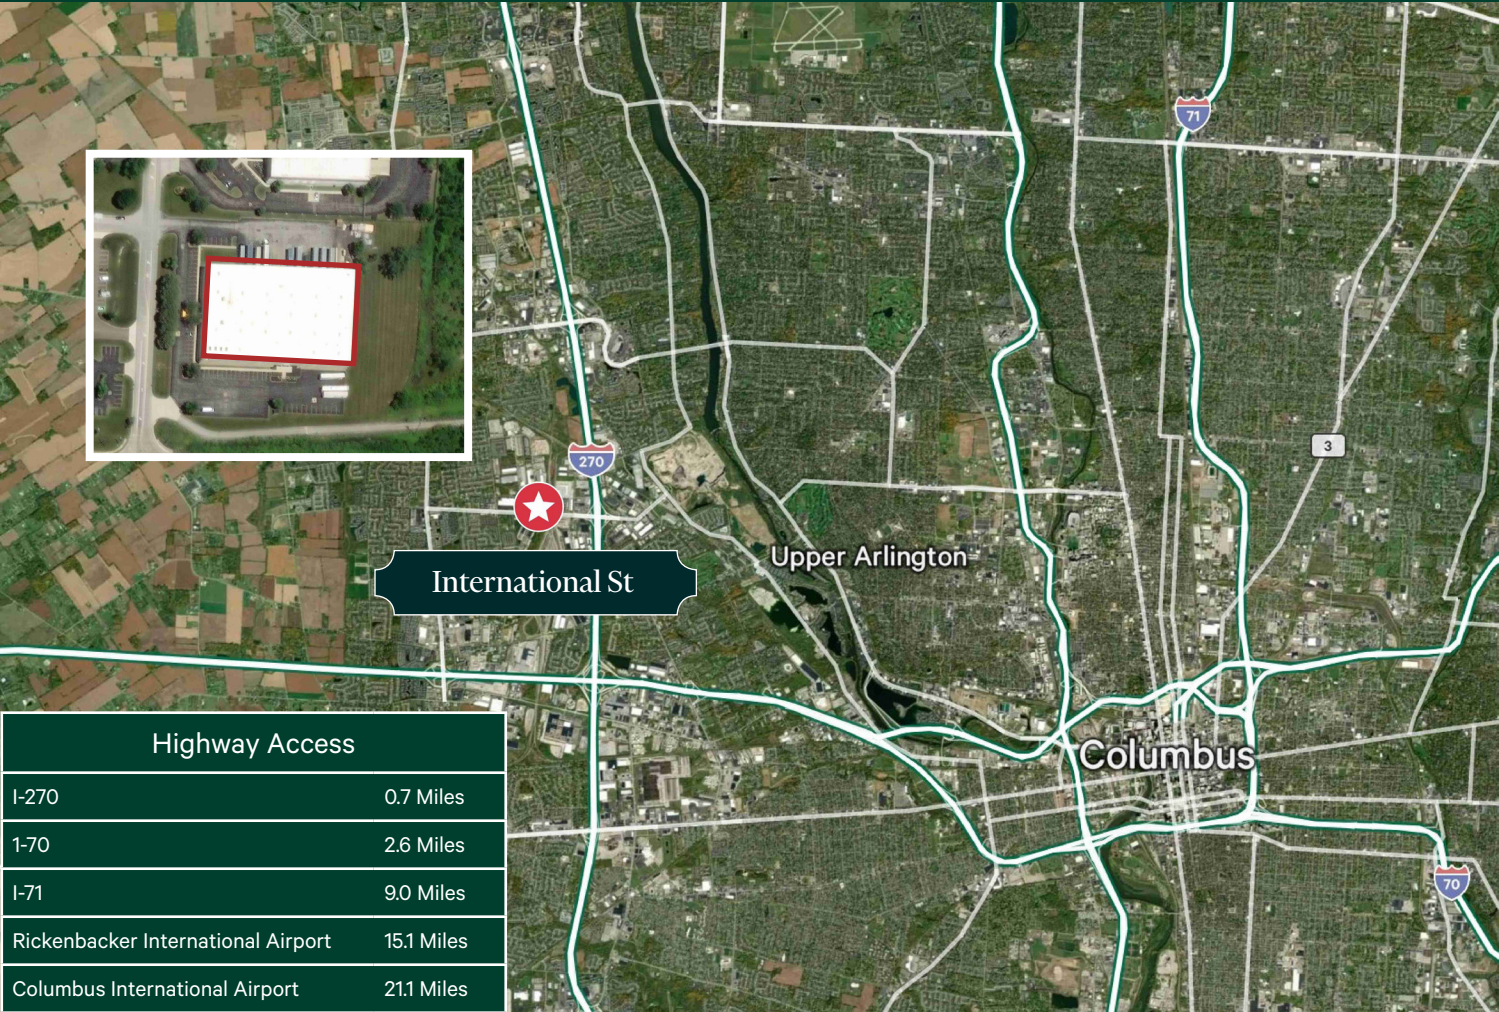 71
3
270
Upper Arlington
International St
Columbus
70
Highway Access
I-270 0.7 Miles
1-70 2.6 Miles
I-71 9.0 Miles
Rickenbacker International Airport 15.1 Miles
Columbus International Airport 21.1 Miles